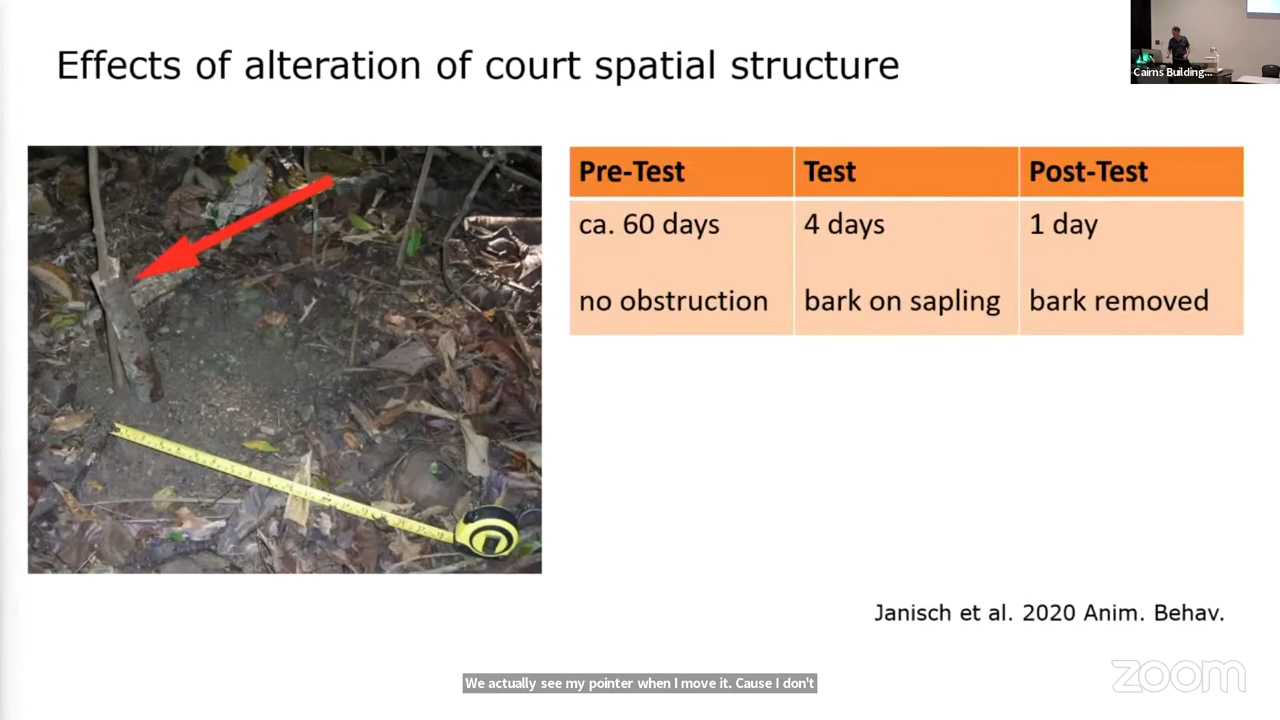 Effects of alteration of court spatial structure
Cairns Building...
Pre-Test Test Post-Test
ca. 60 days 4 days 1 day
no obstruction bark on sapling bark removed
Janisch et al. 2020 Anim. Behav.
We actually see my pointer when I move it. Cause I don't
zoom